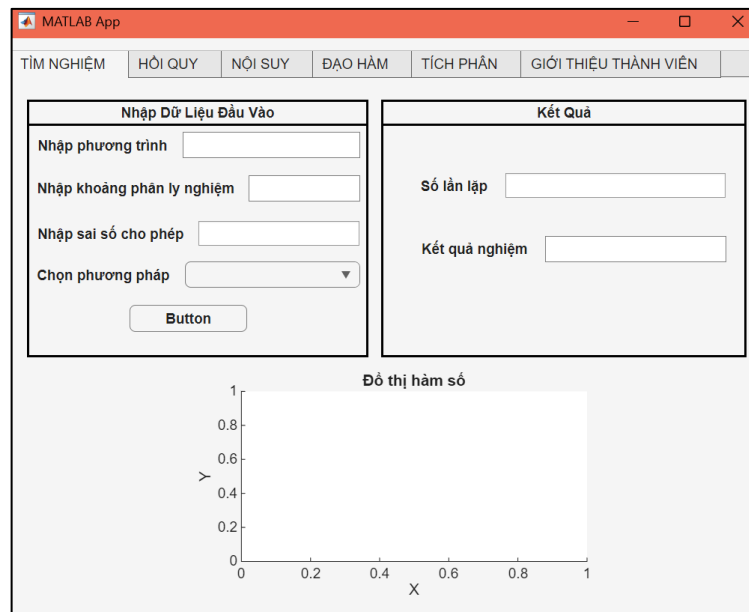 MATLAB App
TÌM NGHIỆM HỒI QUY NỘI SUY ĐẠO HÀM TÍCH PHÂN GIỚI THIỆU THÀNH VIÊN
Nhập Dữ Liệu Đầu Vào
Nhập phương trình
Nhập khoảng phân ly nghiệm
Nhập sai số cho phép
Chọn phương pháp
Button
Kết Quả
Số lần lặp
Kết quả nghiệm
Đồ thị hàm số
1
0.8
0.6
0.4
0.2
0
Y
0 0.2 0.4 0.6 0.8 1
X